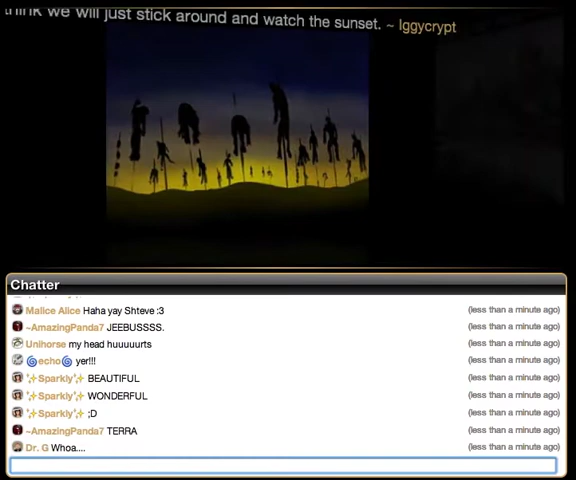 think we will just stick around and watch the sunset. ~ Iggycrypt
Chatter
Malice Alice Haha yay Shteve :3 (less than a minute ago)
~AmazingPanda7 JEEBUSSSS. (less than a minute ago)
Unihorse my head huuuuurts (less than a minute ago)
🌀echo🌀 yer!!! (less than a minute ago)
✨Sparkly✨ BEAUTIFUL (less than a minute ago)
✨Sparkly✨ WONDERFUL (less than a minute ago)
✨Sparkly✨ ;D (less than a minute ago)
~AmazingPanda7 TERRA (less than a minute ago)
Dr. G Whoa.... (less than a minute ago)